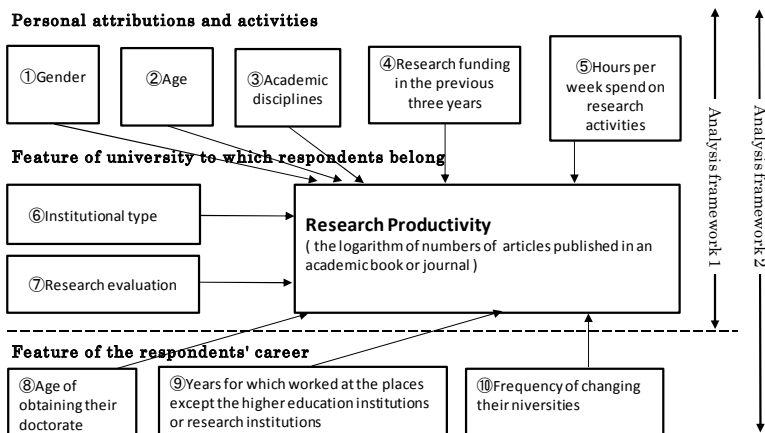 Personal attributions and activities
①Gender
②Age
③Academic
disciplines
④Research funding
in the previous
three years
⑤Hours per
week spend on
research
activities
Feature of university to which respondents belong
⑥Institutional type
⑦Research evaluation
Research Productivity
( the logarithm of numbers of articles published in an
academic book or journal )
Analysis framework 1
Analysis framework 2
Feature of the respondents' career
⑧Age of
obtaining their
doctorate
⑨Years for which worked at the places
except the higher education institutions
or research institutions
⑩Frequency of changing
their niversities